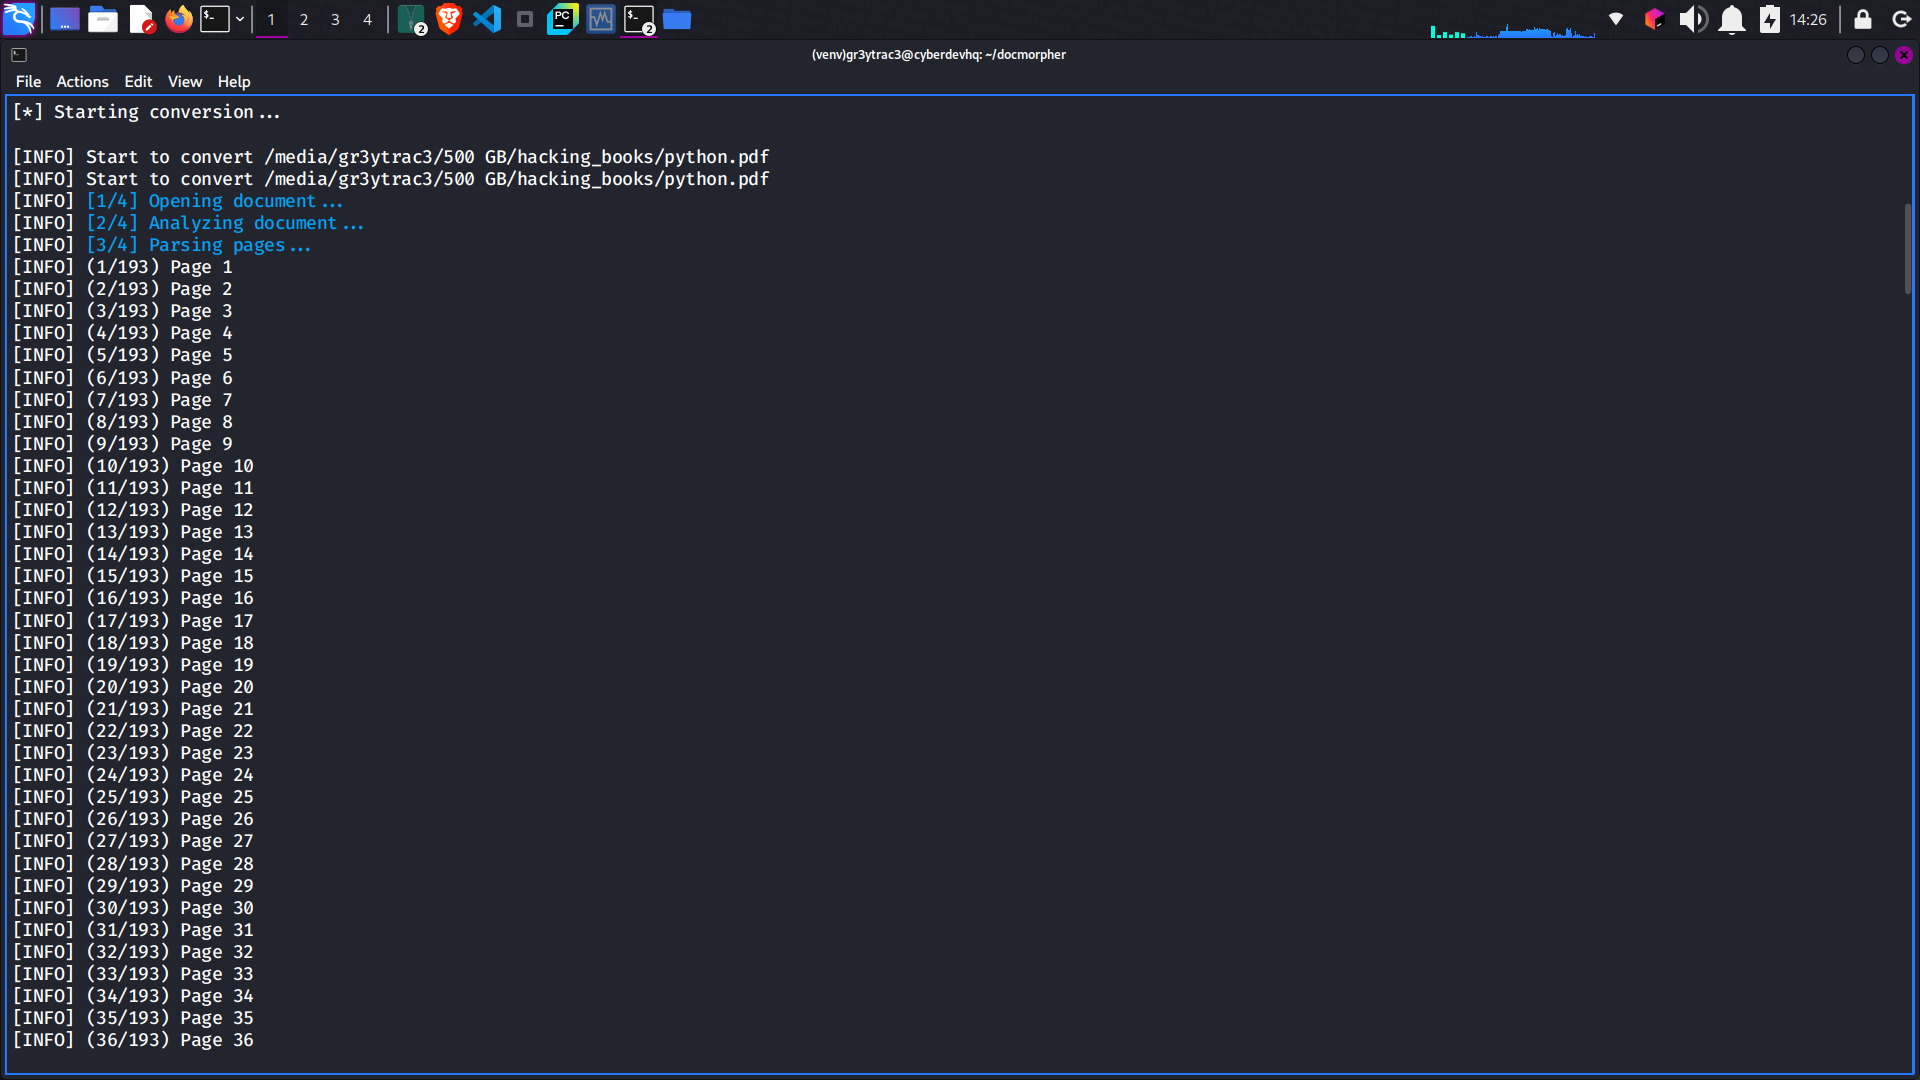 1 2 3 4 2 PC 2 14:26
(venv)gr3ytrac3@cyberdevhq: ~/docmorpher
File Actions Edit View Help
[*] Starting conversion...
[INFO] Start to convert /media/gr3ytrac3/500 GB/hacking_books/python.pdf
[INFO] Start to convert /media/gr3ytrac3/500 GB/hacking_books/python.pdf
[INFO] [1/4] Opening document...
[INFO] [2/4] Analyzing document...
[INFO] [3/4] Parsing pages...
[INFO] (1/193) Page 1
[INFO] (2/193) Page 2
[INFO] (3/193) Page 3
[INFO] (4/193) Page 4
[INFO] (5/193) Page 5
[INFO] (6/193) Page 6
[INFO] (7/193) Page 7
[INFO] (8/193) Page 8
[INFO] (9/193) Page 9
[INFO] (10/193) Page 10
[INFO] (11/193) Page 11
[INFO] (12/193) Page 12
[INFO] (13/193) Page 13
[INFO] (14/193) Page 14
[INFO] (15/193) Page 15
[INFO] (16/193) Page 16
[INFO] (17/193) Page 17
[INFO] (18/193) Page 18
[INFO] (19/193) Page 19
[INFO] (20/193) Page 20
[INFO] (21/193) Page 21
[INFO] (22/193) Page 22
[INFO] (23/193) Page 23
[INFO] (24/193) Page 24
[INFO] (25/193) Page 25
[INFO] (26/193) Page 26
[INFO] (27/193) Page 27
[INFO] (28/193) Page 28
[INFO] (29/193) Page 29
[INFO] (30/193) Page 30
[INFO] (31/193) Page 31
[INFO] (32/193) Page 32
[INFO] (33/193) Page 33
[INFO] (34/193) Page 34
[INFO] (35/193) Page 35
[INFO] (36/193) Page 36